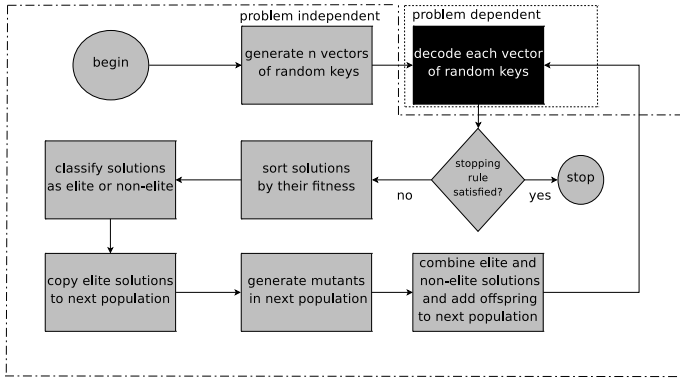 problem independent
problem dependent
begin
generate n vectors
of random keys
decode each vector
of random keys
classify solutions
as elite or non-elite
sort solutions
by their fitness
stopping
rule
satisfied?
no
yes
stop
copy elite solutions
to next population
generate mutants
in next population
combine elite and
non-elite solutions
and add offspring
to next population